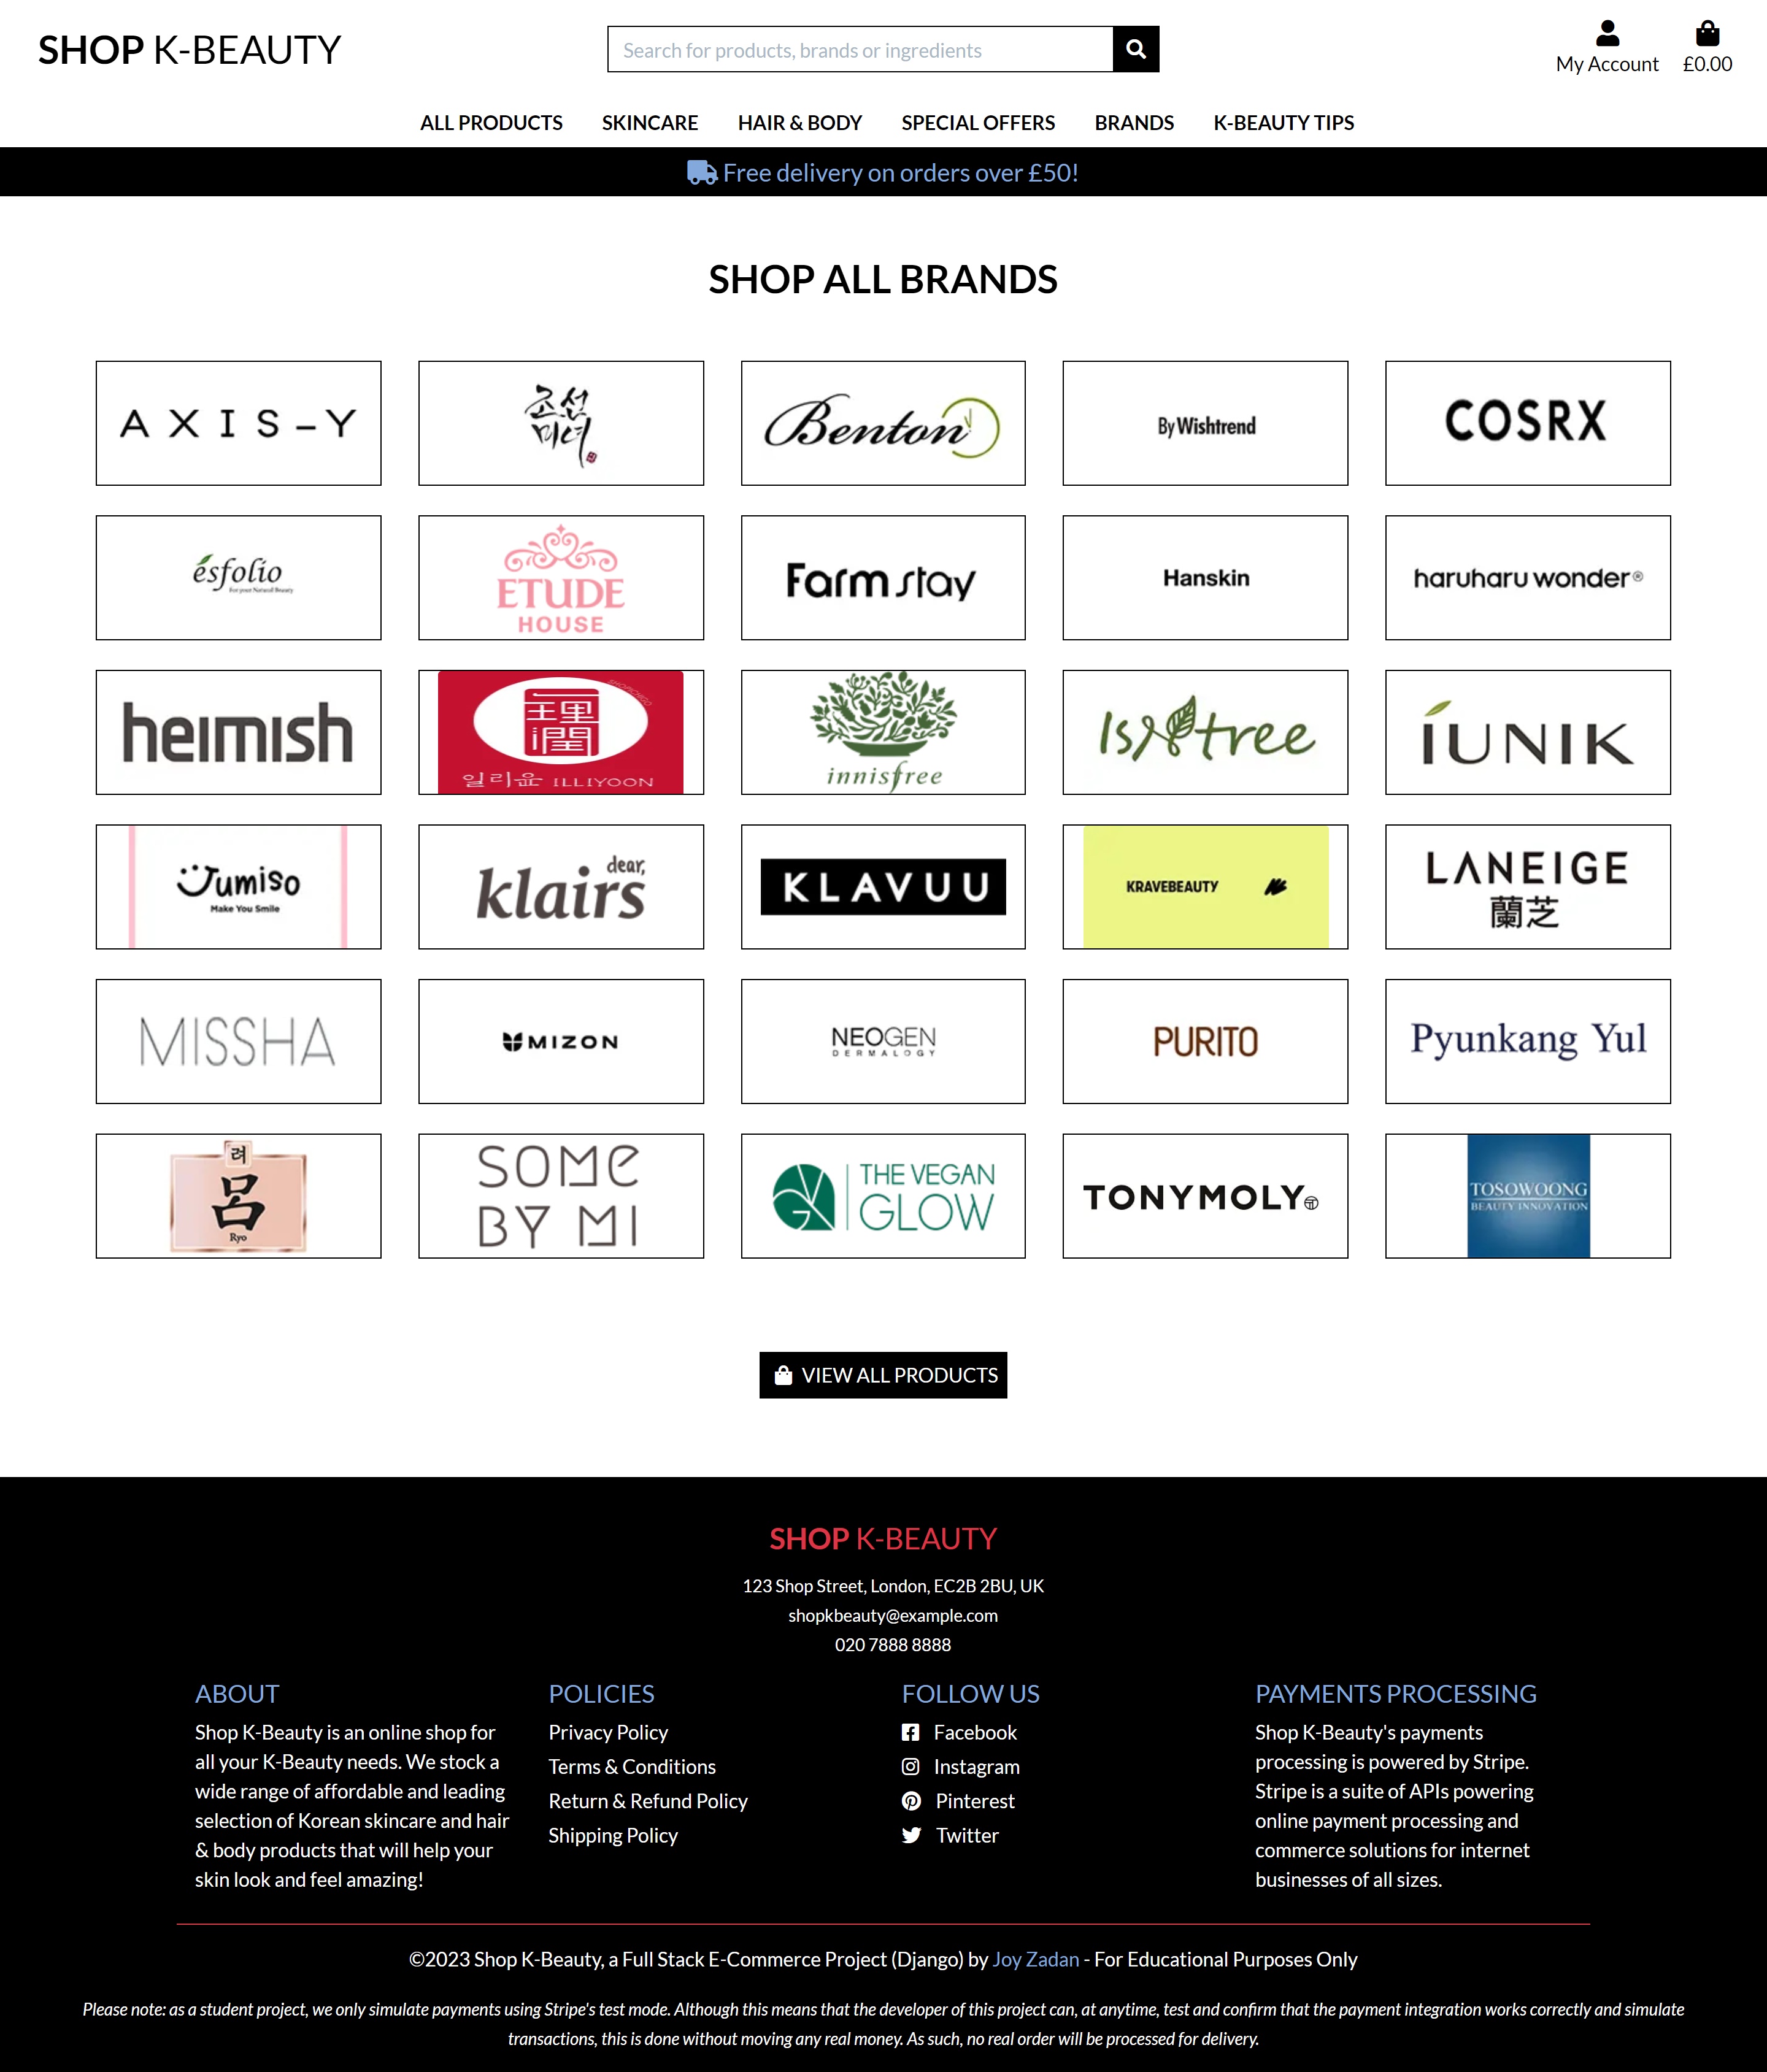 SHOP K-BEAUTY
Search for products, brands or ingredients
My Account
£0.00
ALL PRODUCTS SKINCARE HAIR & BODY SPECIAL OFFERS BRANDS K-BEAUTY TIPS
Free delivery on orders over £50!
SHOP ALL BRANDS
AXIS-Y
조선
미녀
Benton
By Wishtrend
COSRX
ésfolio
For your Natural Beauty
ETUDE
HOUSE
Farm stay
Hanskin
haruharu wonder®
heimish
일리윤 ILLIYOON
innisfree
Isntree
iUNIK
Jumiso
Make You Smile
dear,
klairs
KLAVUU
KRAVEBEAUTY
LANEIGE
蘭芝
MISSHA
MIZON
NEOGEN
DERMALOGY
PURITO
Pyunkang Yul
려
呂
Ryo
SOME
BY MI
THE VEGAN
GLOW
TONYMOLY
TOSOWOONG
BEAUTY INNOVATION
VIEW ALL PRODUCTS
SHOP K-BEAUTY
123 Shop Street, London, EC2B 2BU, UK
shopkbeauty@example.com
020 7888 8888
ABOUT
Shop K-Beauty is an online shop for
all your K-Beauty needs. We stock a
wide range of affordable and leading
selection of Korean skincare and hair
& body products that will help your
skin look and feel amazing!
POLICIES
Privacy Policy
Terms & Conditions
Return & Refund Policy
Shipping Policy
FOLLOW US
Facebook
Instagram
Pinterest
Twitter
PAYMENTS PROCESSING
Shop K-Beauty's payments
processing is powered by Stripe.
Stripe is a suite of APIs powering
online payment processing and
commerce solutions for internet
businesses of all sizes.
©2023 Shop K-Beauty, a Full Stack E-Commerce Project (Django) by Joy Zadan - For Educational Purposes Only
Please note: as a student project, we only simulate payments using Stripe's test mode. Although this means that the developer of this project can, at anytime, test and confirm that the payment integration works correctly and simulate
transactions, this is done without moving any real money. As such, no real order will be processed for delivery.